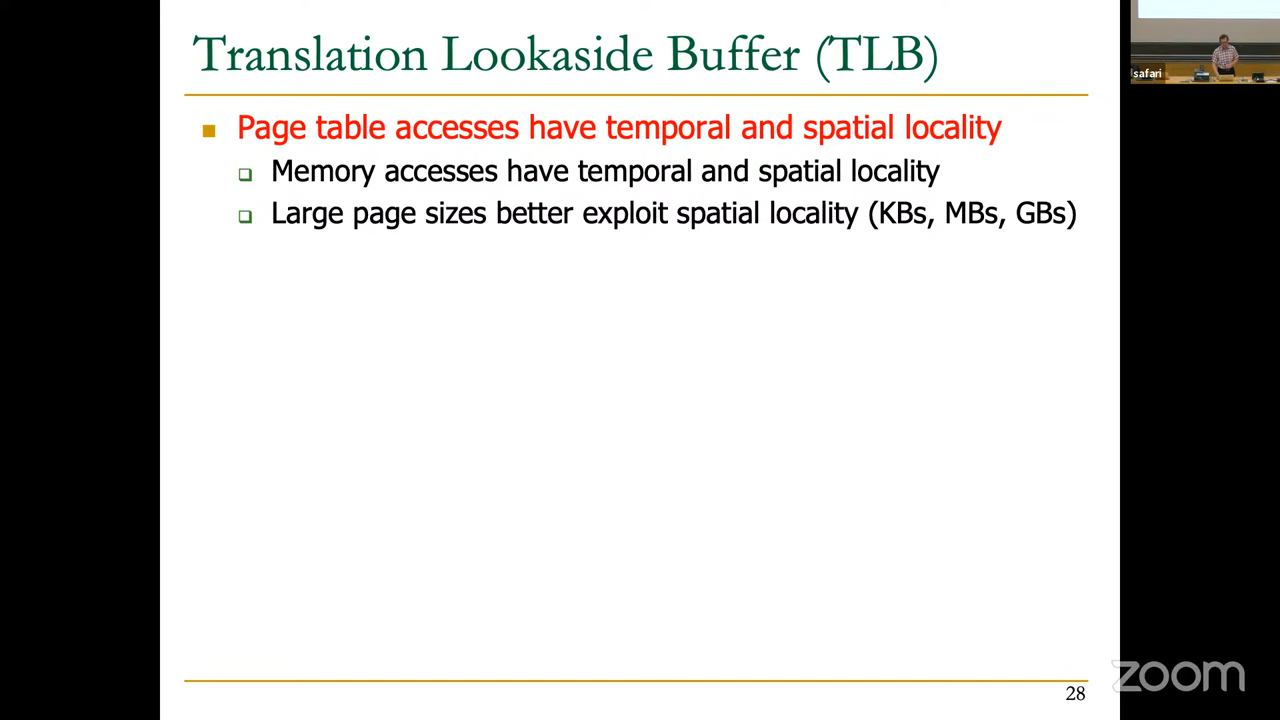 Translation Lookaside Buffer (TLB)
Page table accesses have temporal and spatial locality
Memory accesses have temporal and spatial locality
Large page sizes better exploit spatial locality (KBs, MBs, GBs)
safari
28
zoom